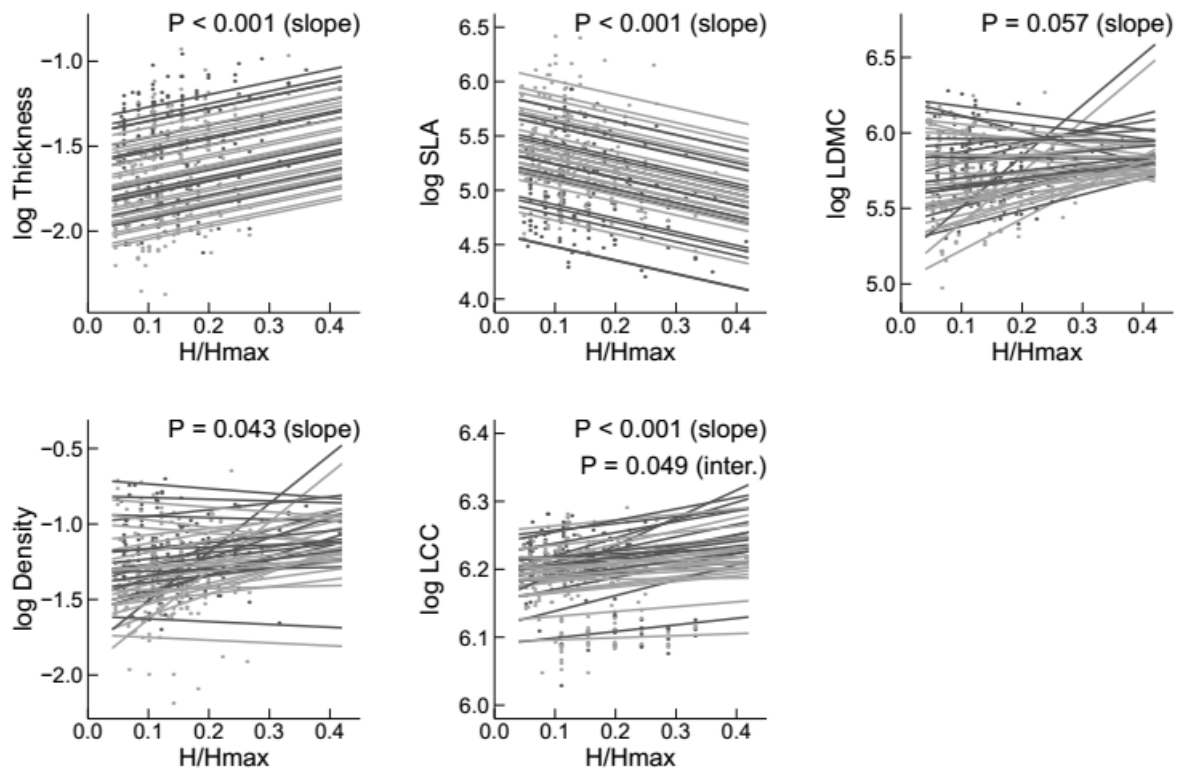 P < 0.001 (slope)
log Thickness
−1.0
−1.5
−2.0
0.0 0.1 0.2 0.3 0.4
H/Hmax
P < 0.001 (slope)
log SLA
6.5
6.0
5.5
5.0
4.5
4.0
0.0 0.1 0.2 0.3 0.4
H/Hmax
P = 0.057 (slope)
log LDMC
6.5
6.0
5.5
5.0
0.0 0.1 0.2 0.3 0.4
H/Hmax
P = 0.043 (slope)
log Density
−0.5
−1.0
−1.5
−2.0
0.0 0.1 0.2 0.3 0.4
H/Hmax
P < 0.001 (slope)
P = 0.049 (inter.)
log LCC
6.4
6.3
6.2
6.1
6.0
0.0 0.1 0.2 0.3 0.4
H/Hmax